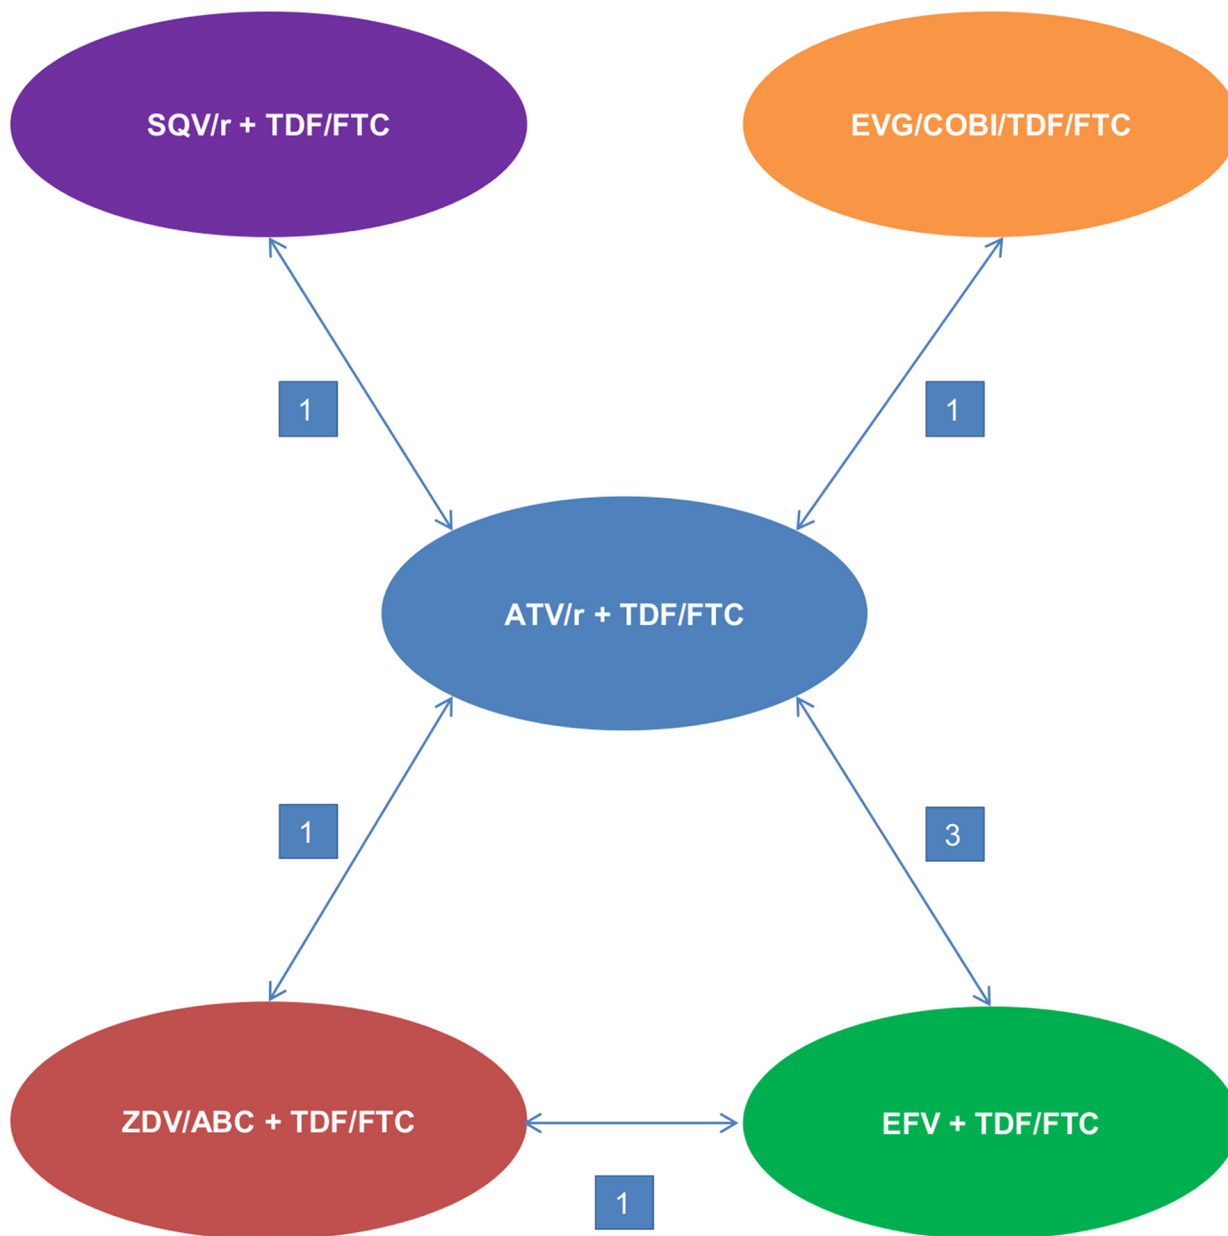 SQV/r + TDF/FTC
EVG/COBI/TDF/FTC
1
1
ATV/r + TDF/FTC
1
3
ZDV/ABC + TDF/FTC
EFV + TDF/FTC
1